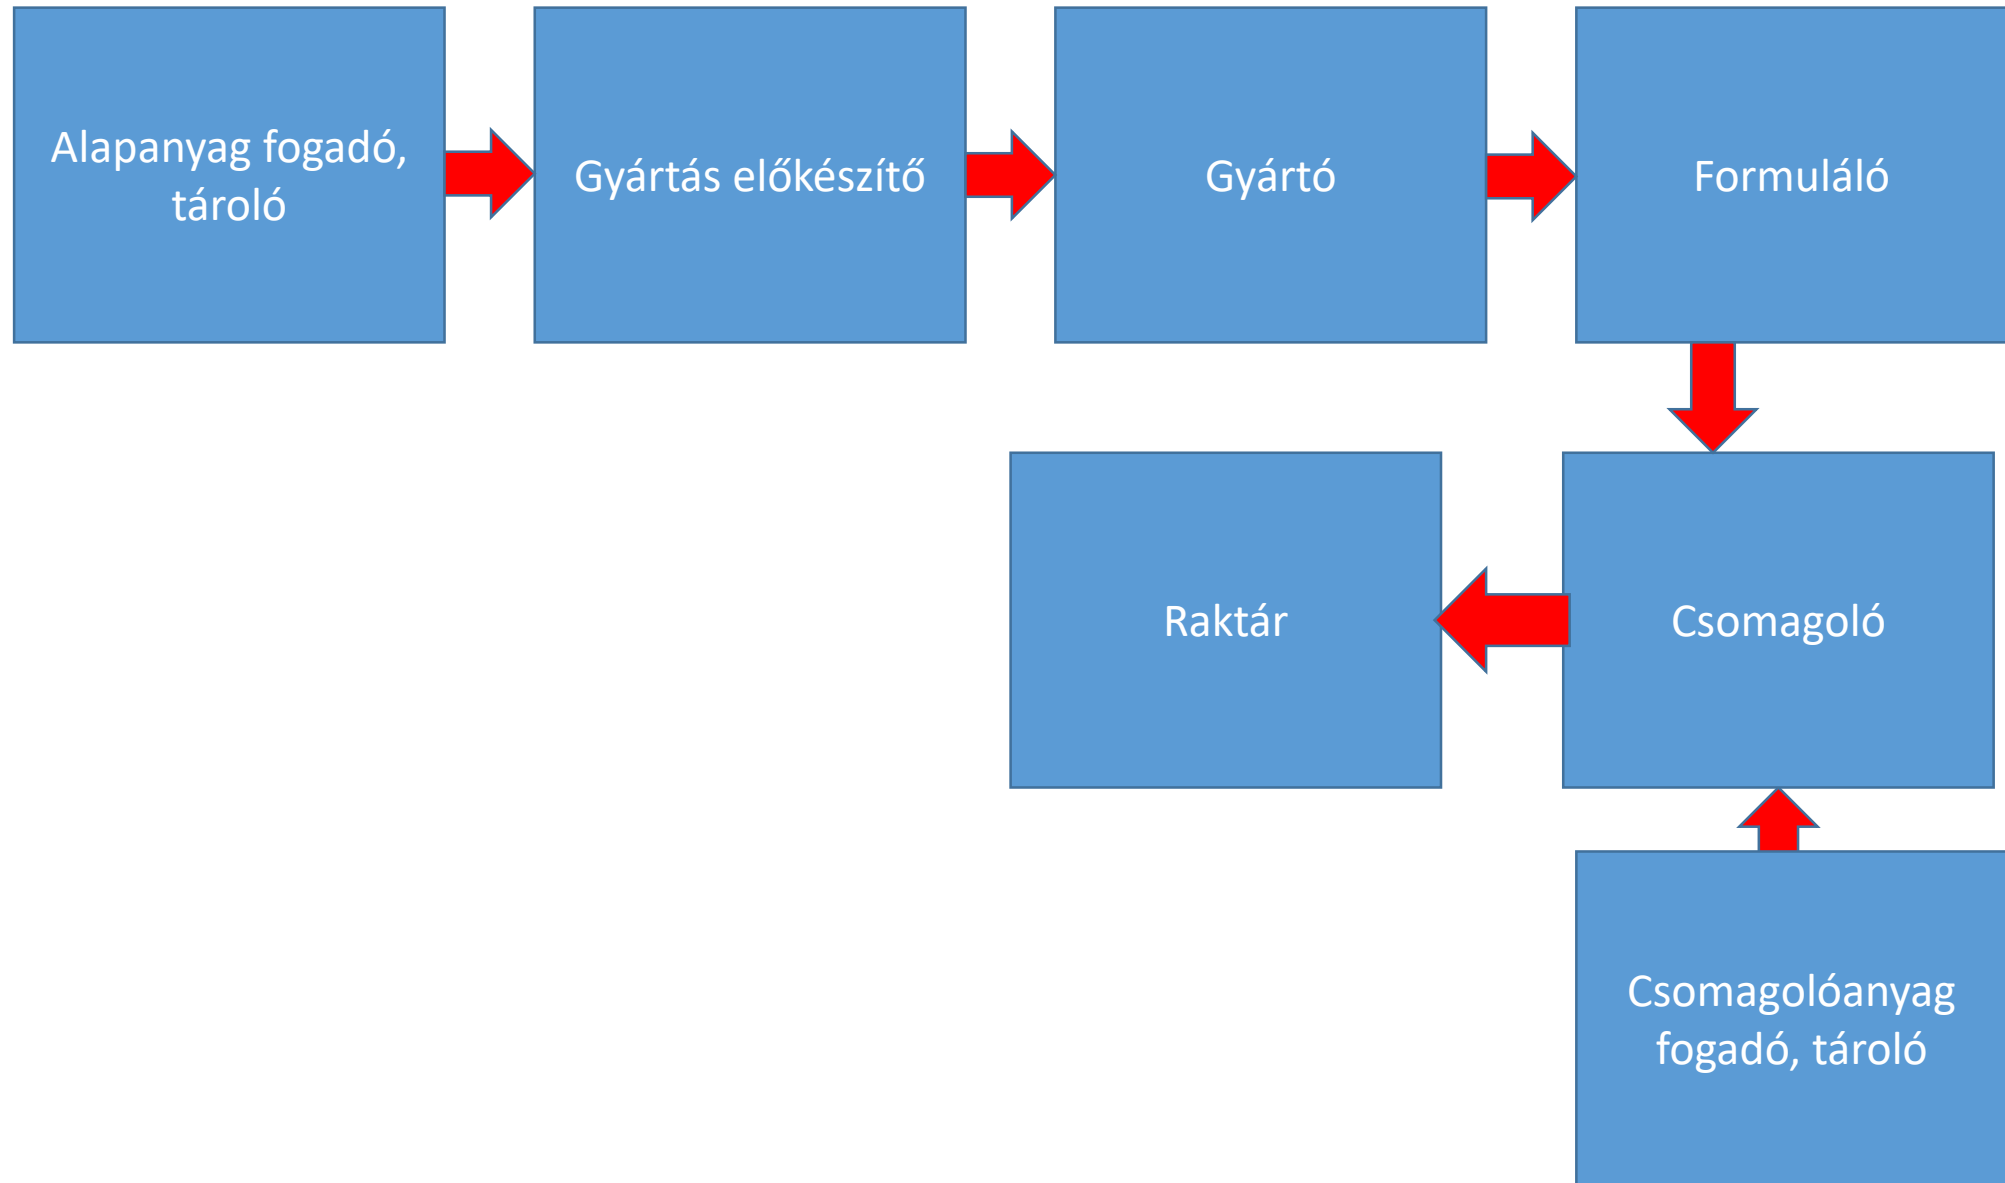 Alapanyag fogadó,
tároló
Gyártás előkészítő
Gyártó
Formuláló
Raktár
Csomagoló
Csomagolóanyag
fogadó, tároló